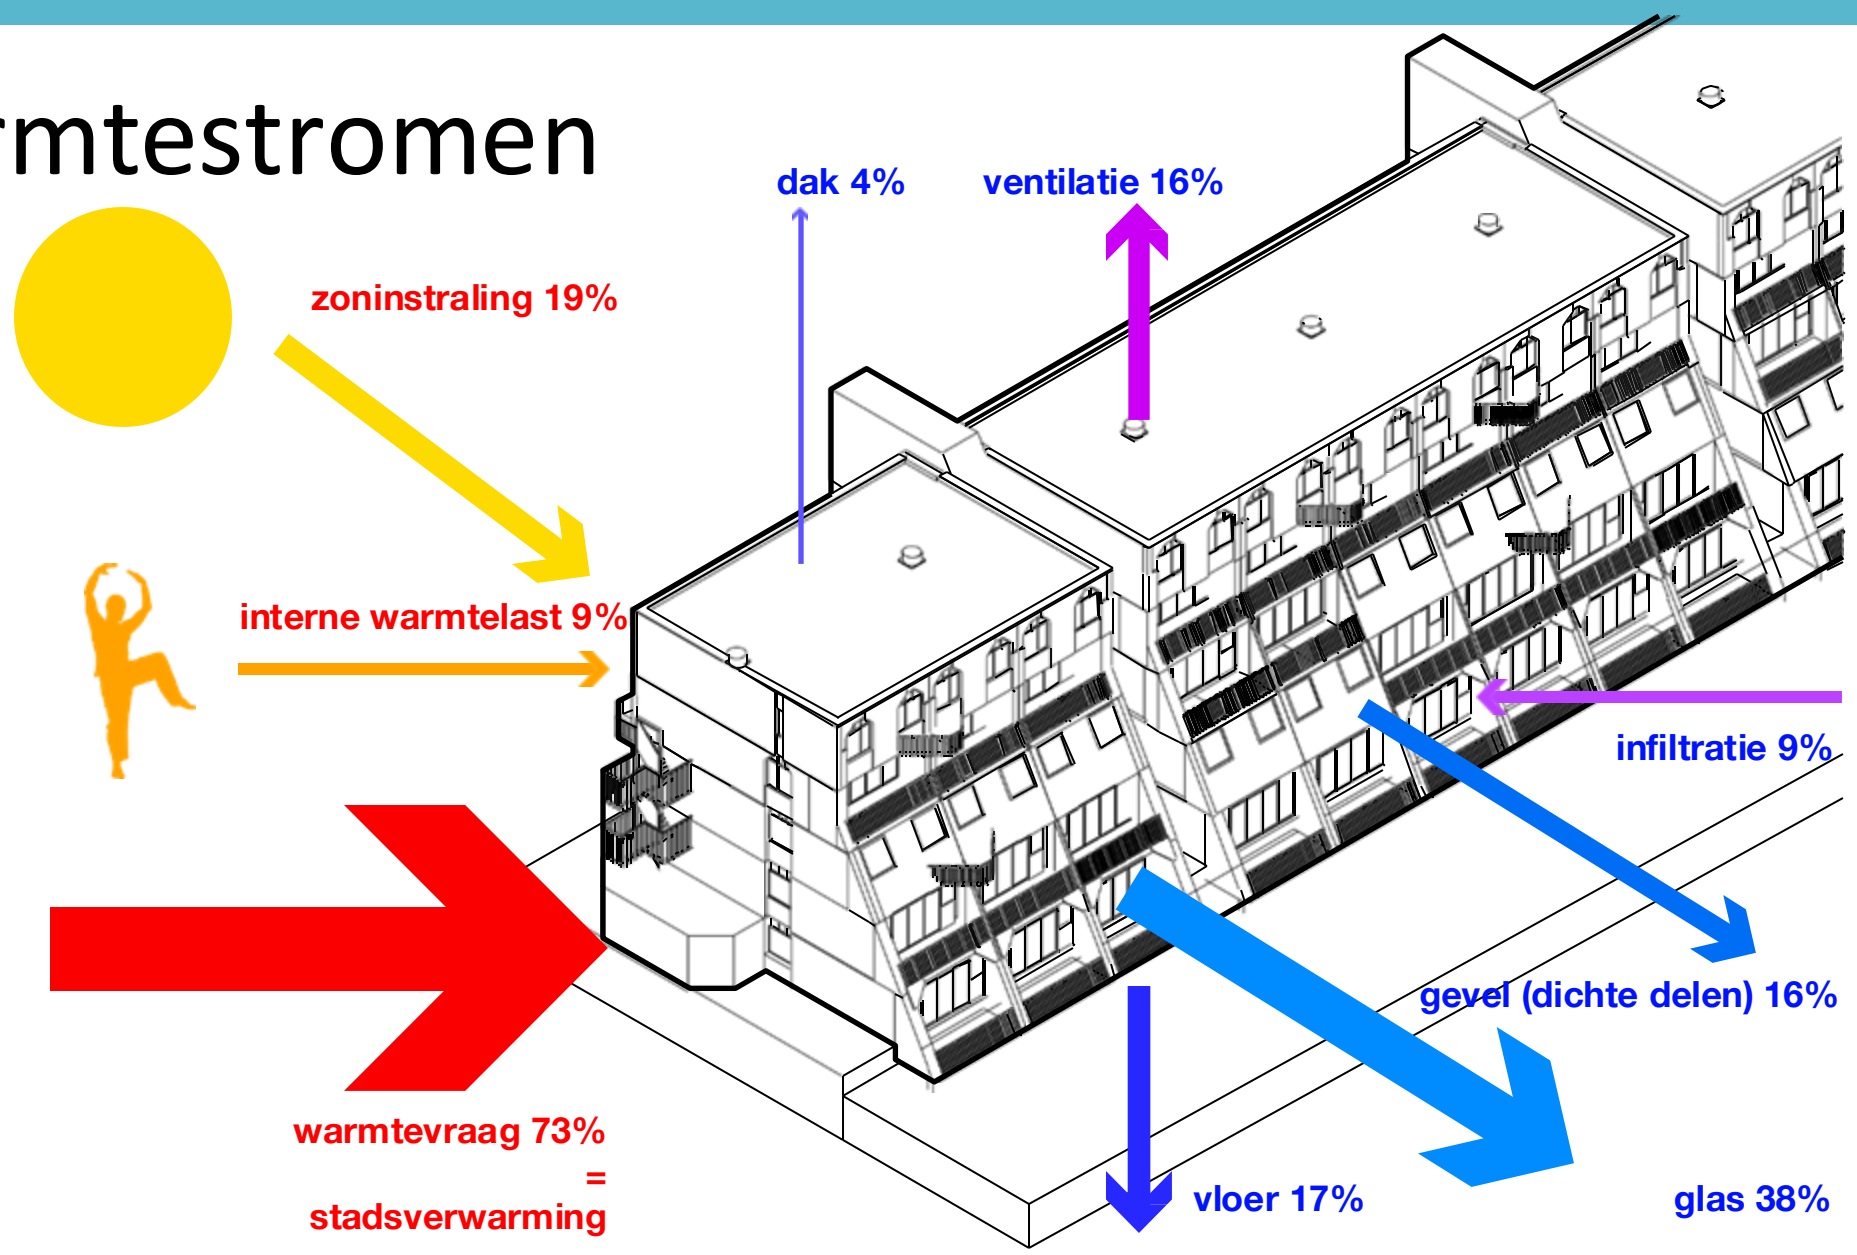 rmtestromen
dak 4%
ventilatie 16%
zoninstraling 19%
interne warmtelast 9%
infiltratie 9%
gevel (dichte delen) 16%
warmtevraag 73%
=
stadsverwarming
vloer 17%
glas 38%